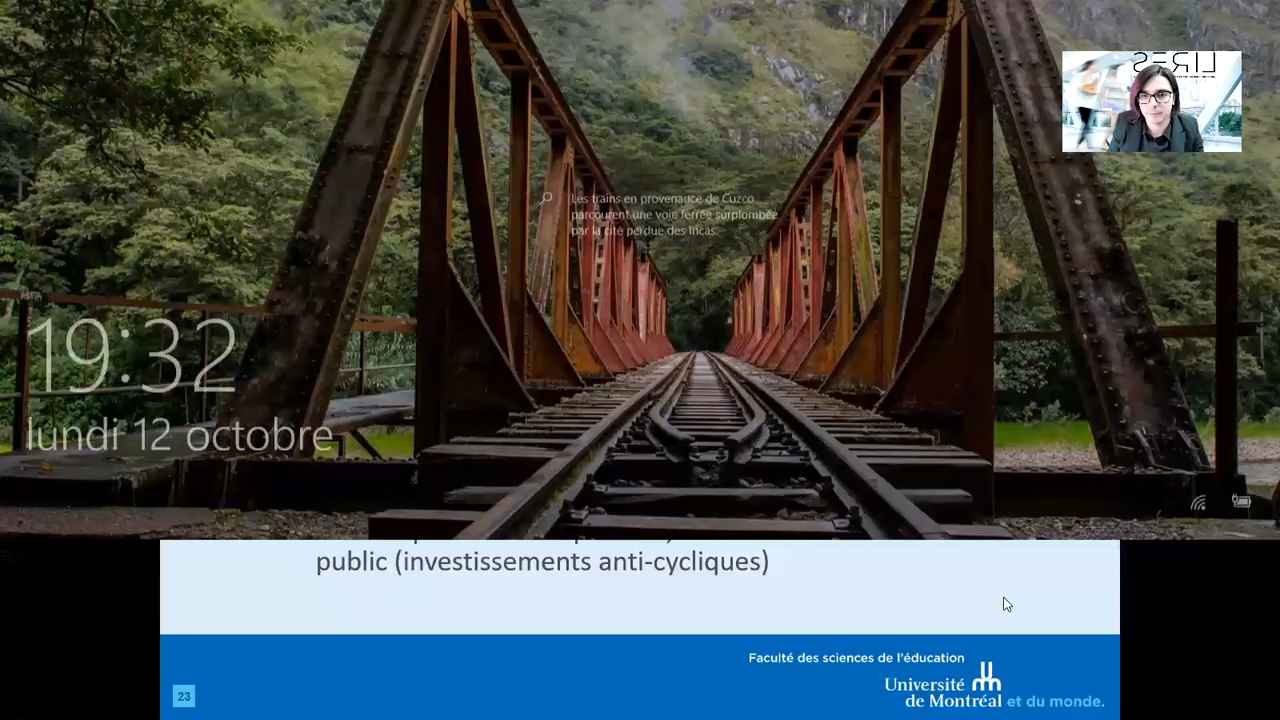 LIRES
Les trains en provenance de Cuzco
parcourent une voie ferrée surplombée
par la cité perdue des Incas.
19:32
lundi 12 octobre
public (investissements anti-cycliques)
Faculté des sciences de l'éducation
Université
de Montréal et du monde.
23